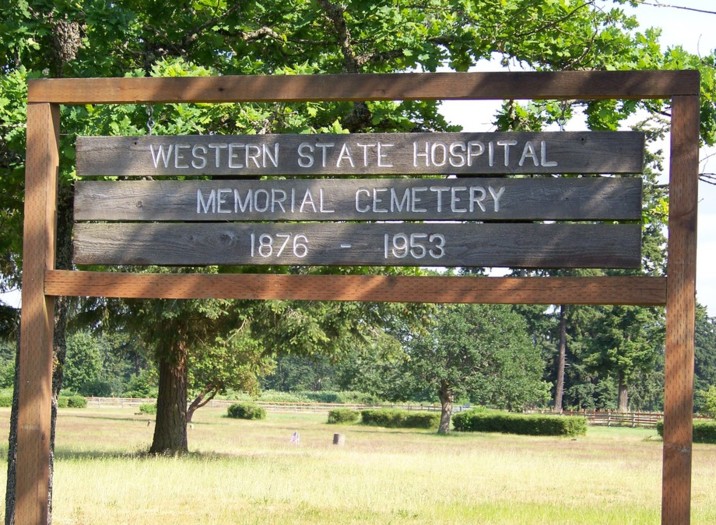 WESTERN STATE HOSPITAL
MEMORIAL CEMETERY
1876 - 1953